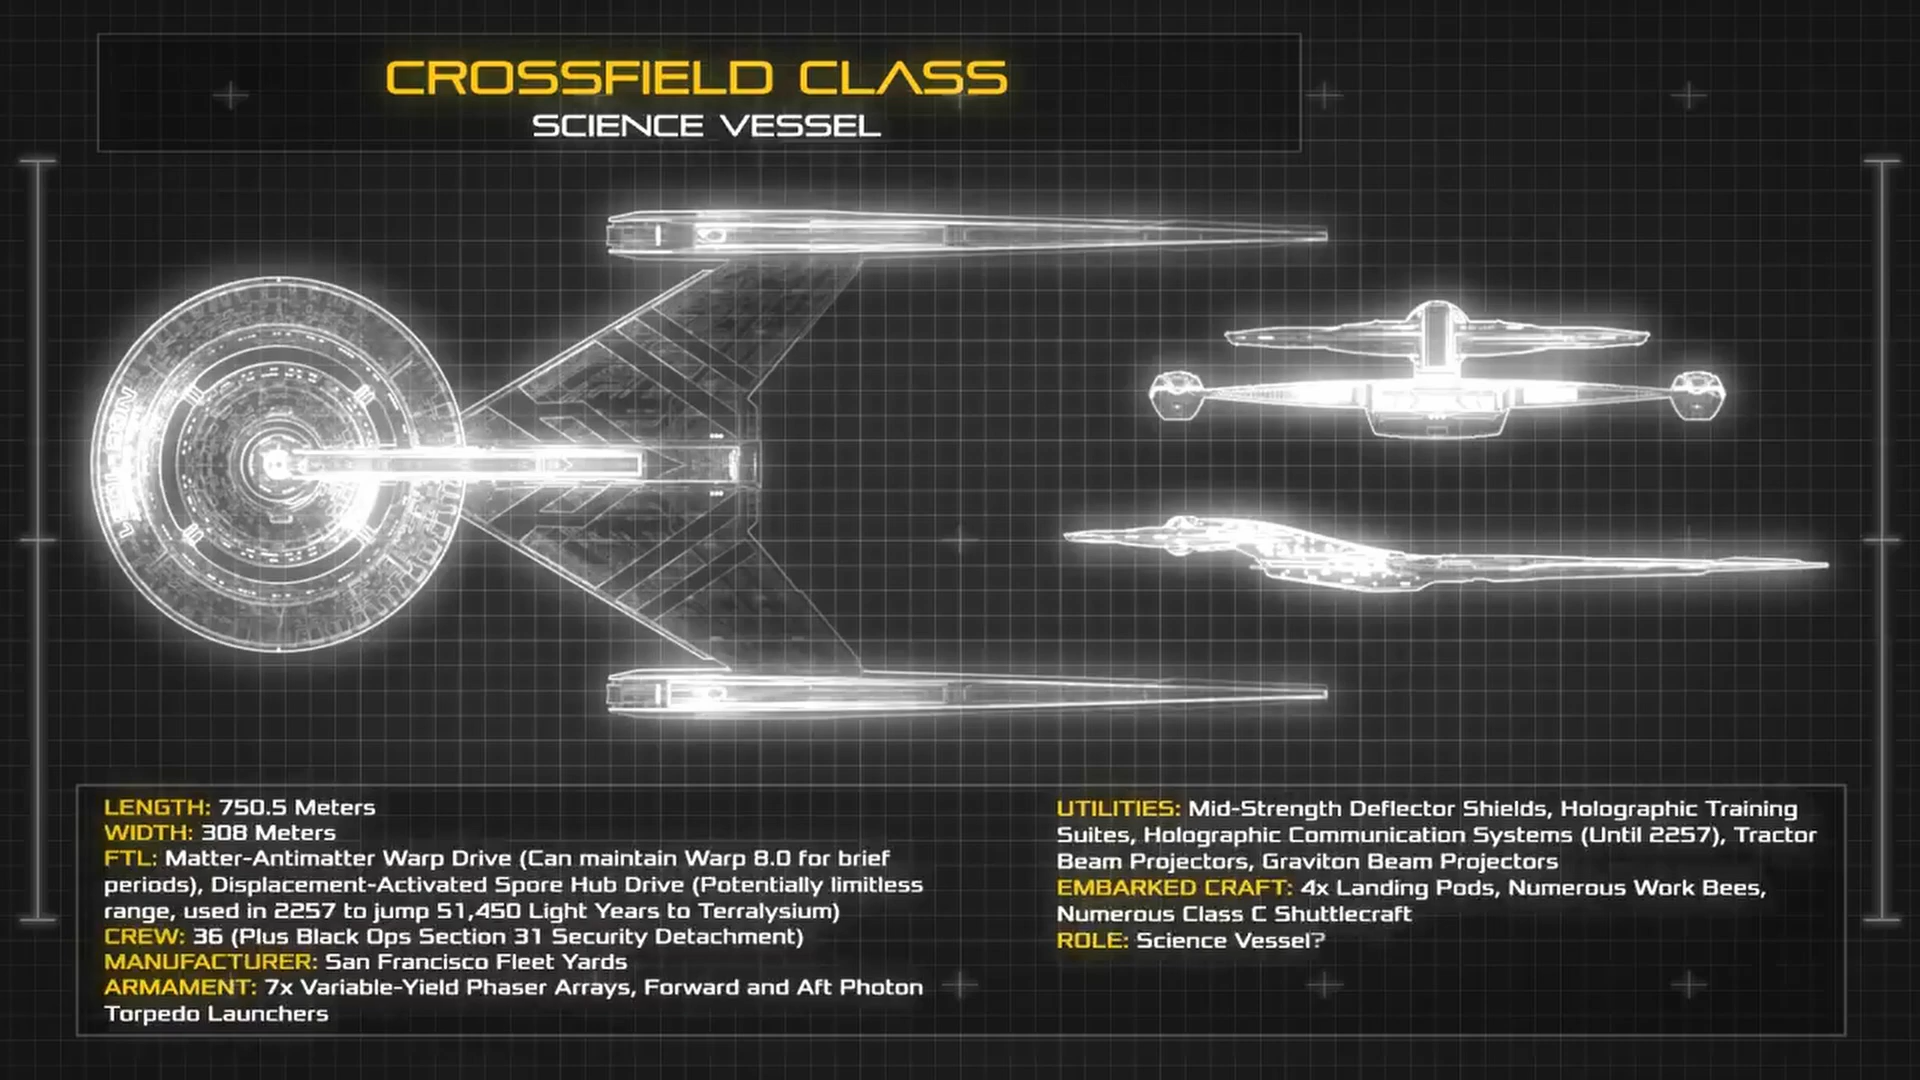 CROSSFIELD CLASS
SCIENCE VESSEL
LENGTH: 750.5 Meters
WIDTH: 308 Meters
FTL: Matter-Antimatter Warp Drive (Can maintain Warp 8.0 for brief
periods), Displacement-Activated Spore Hub Drive (Potentially limitless
range, used in 2257 to jump 51,450 Light Years to Terralysium)
CREW: 36 (Plus Black Ops Section 31 Security Detachment)
MANUFACTURER: San Francisco Fleet Yards
ARMAMENT: 7x Variable-Yield Phaser Arrays, Forward and Aft Photon
Torpedo Launchers
UTILITIES: Mid-Strength Deflector Shields, Holographic Training
Suites, Holographic Communication Systems (Until 2257), Tractor
Beam Projectors, Graviton Beam Projectors
EMBARKED CRAFT: 4x Landing Pods, Numerous Work Bees,
Numerous Class C Shuttlecraft
ROLE: Science Vessel?